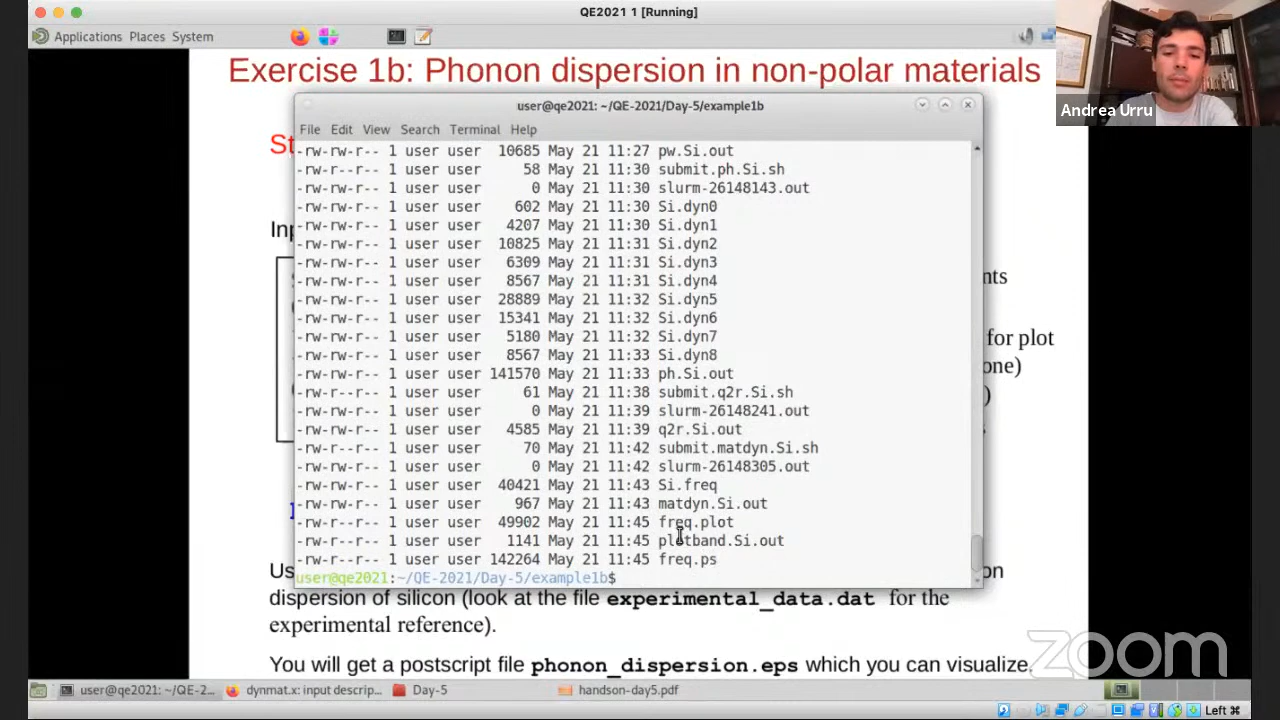 QE2021 1 [Running]
Applications Places System
Andrea Urru
Exercise 1b: Phonon dispersion in non-polar materials
user@qe2021: ~/QE-2021/Day-5/example1b
File Edit View Search Terminal Help
St
-rw-rw-r-- 1 user user 10685 May 21 11:27 pw.Si.out
-rw-r--r-- 1 user user 58 May 21 11:30 submit.ph.Si.sh
-rw-rw-r-- 1 user user 0 May 21 11:30 slurm-26148143.out
-rw-rw-r-- 1 user user 602 May 21 11:30 Si.dyn0
-rw-rw-r-- 1 user user 4207 May 21 11:30 Si.dyn1
Inp
-rw-rw-r-- 1 user user 10825 May 21 11:31 Si.dyn2
-rw-rw-r-- 1 user user 6309 May 21 11:31 Si.dyn3
-rw-rw-r-- 1 user user 8567 May 21 11:31 Si.dyn4
nts
-rw-rw-r-- 1 user user 28889 May 21 11:32 Si.dyn5
-rw-rw-r-- 1 user user 15341 May 21 11:32 Si.dyn6
-rw-rw-r-- 1 user user 5180 May 21 11:32 Si.dyn7
for plot
-rw-rw-r-- 1 user user 8567 May 21 11:33 Si.dyn8
one)
-rw-rw-r-- 1 user user 141570 May 21 11:33 ph.Si.out
-rw-r--r-- 1 user user 61 May 21 11:38 submit.q2r.Si.sh
)
-rw-rw-r-- 1 user user 0 May 21 11:39 slurm-26148241.out
-rw-rw-r-- 1 user user 4585 May 21 11:39 q2r.Si.out
-rw-r--r-- 1 user user 70 May 21 11:42 submit.matdyn.Si.sh
-rw-rw-r-- 1 user user 0 May 21 11:42 slurm-26148305.out
-rw-rw-r-- 1 user user 40421 May 21 11:43 Si.freq
-rw-rw-r-- 1 user user 967 May 21 11:43 matdyn.Si.out
-rw-rw-r-- 1 user user 49902 May 21 11:45 freq.plot
-rw-rw-r-- 1 user user 1141 May 21 11:45 plotband.Si.out
-rw-rw-r-- 1 user user 142264 May 21 11:45 freq.ps
user@qe2021:~/QE-2021/Day-5/example1b$
Us
on
dispersion of silicon (look at the file experimental_data.dat for the
experimental reference).
You will get a postscript file phonon_dispersion.eps which you can visualize.
zoom
user@qe2021: ~/QE-2...
dynmat.x: input descrip...
Day-5
handson-day5.pdf
Left ⌘